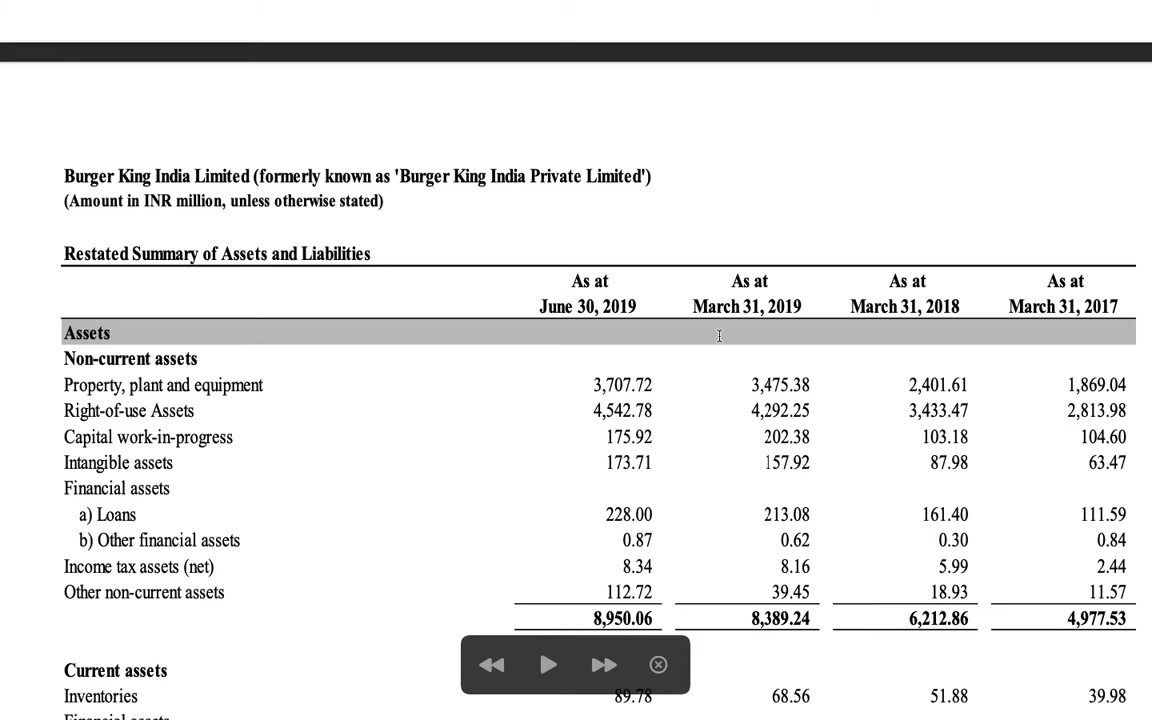 Burger King India Limited (formerly known as 'Burger King India Private Limited')
(Amount in INR million, unless otherwise stated)
Restated Summary of Assets and Liabilities
As at As at As at As at
June 30, 2019 March 31, 2019 March 31, 2018 March 31, 2017
Assets
Non-current assets
Property, plant and equipment 3,707.72 3,475.38 2,401.61 1,869.04
Right-of-use Assets 4,542.78 4,292.25 3,433.47 2,813.98
Capital work-in-progress 175.92 202.38 103.18 104.60
Intangible assets 173.71 157.92 87.98 63.47
Financial assets
a) Loans 228.00 213.08 161.40 111.59
b) Other financial assets 0.87 0.62 0.30 0.84
Income tax assets (net) 8.34 8.16 5.99 2.44
Other non-current assets 112.72 39.45 18.93 11.57
8,950.06 8,389.24 6,212.86 4,977.53
Current assets
Inventories 89.78 68.56 51.88 39.98
Financial assets